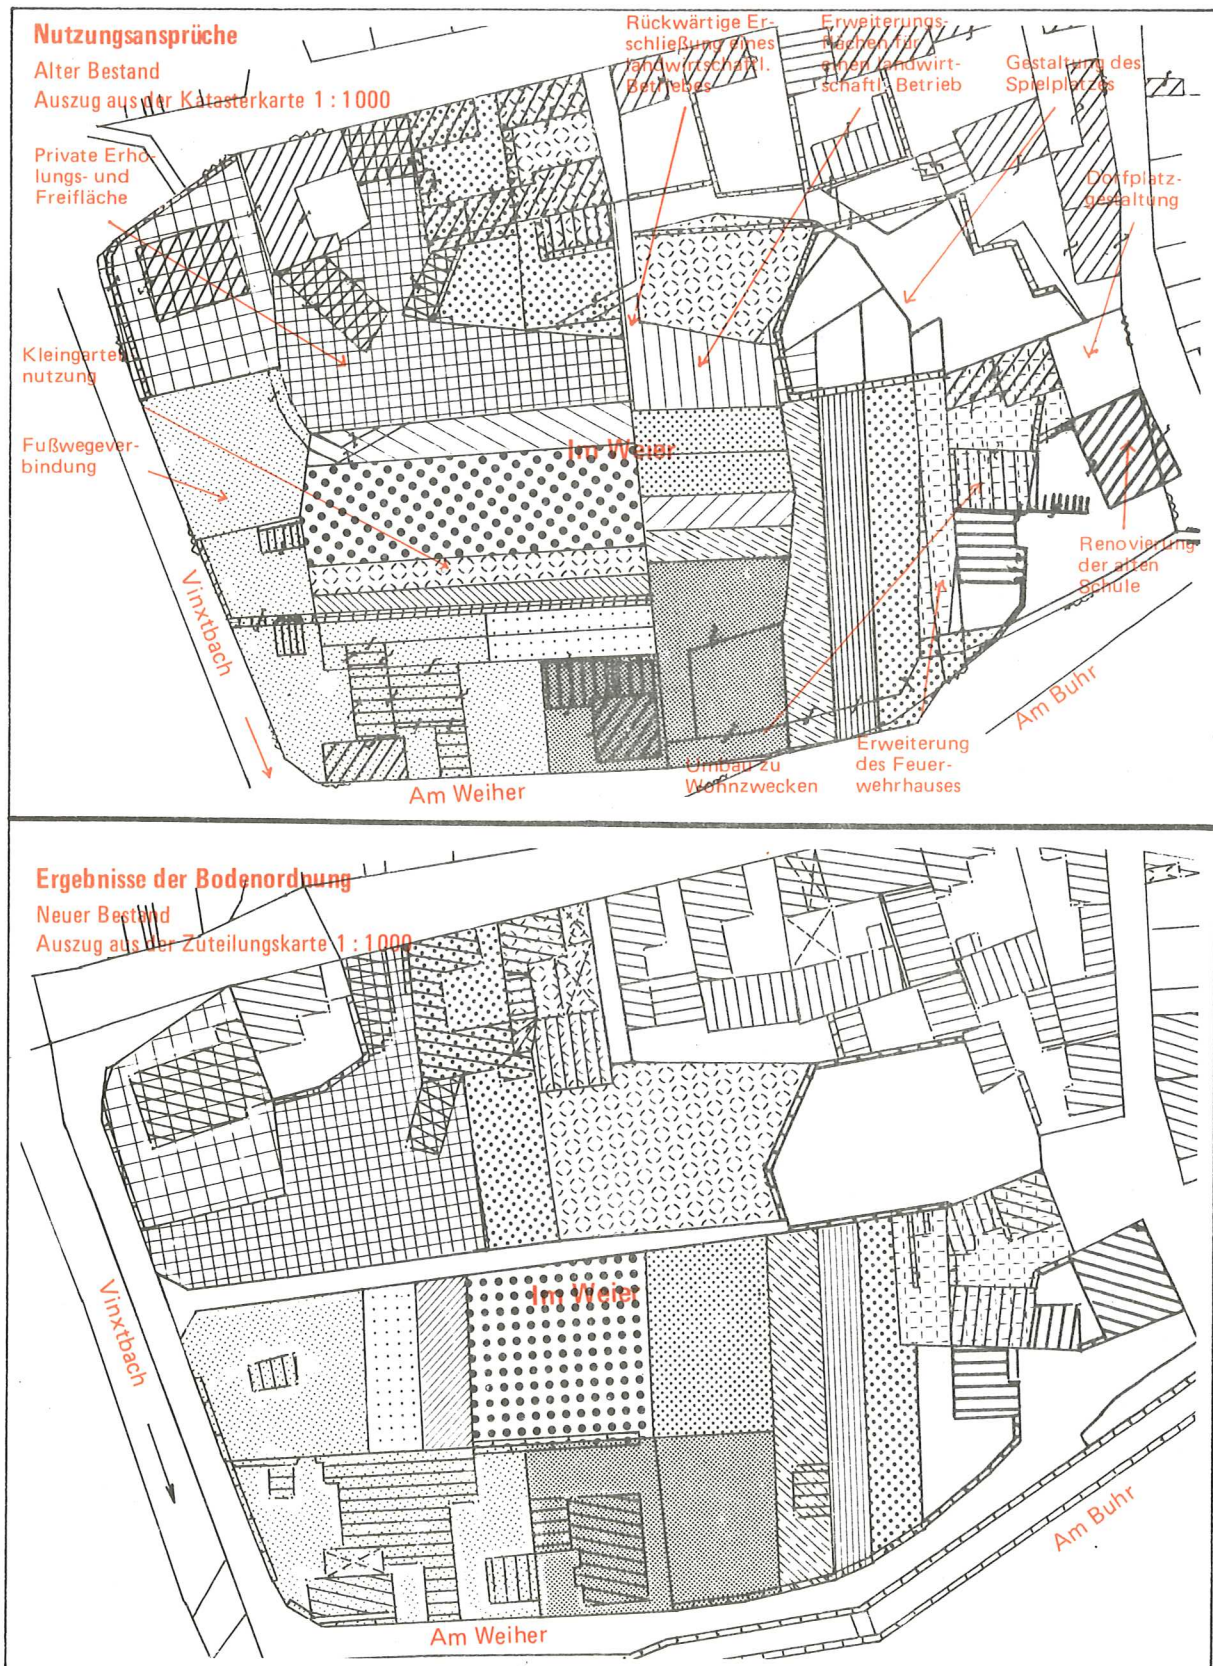 Nutzungsansprüche
Alter Bestand
Auszug aus der Katasterkarte 1 : 1000
Rückwärtige Er-
schließung eines
landwirtschaftl.
Betriebes
Erweiterungs-
flächen für
einen landwirt-
schaftl. Betrieb
Gestaltung des
Spielplatzes
Private Erho-
lungs- und
Freifläche
Dorfplatz-
gestaltung
Kleingarten-
nutzung
Fußwegever-
bindung
Im Weier
Renovierung
der alten
Schule
Vinxtbach
Am Buhr
Umbau zu
Wohnzwecken
Erweiterung
des Feuer-
wehrhauses
Am Weiher
Ergebnisse der Bodenordnung
Neuer Bestand
Auszug aus der Zuteilungskarte 1 : 1000
Im Weier
Vinxtbach
Am Buhr
Am Weiher